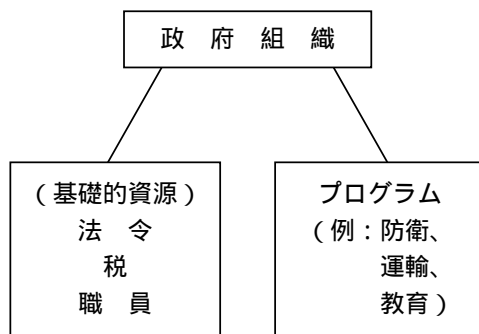 政 府 組 織
（基礎的資源）
法 令
税
職 員
プログラム
（例：防衛、
運輸、
教育）